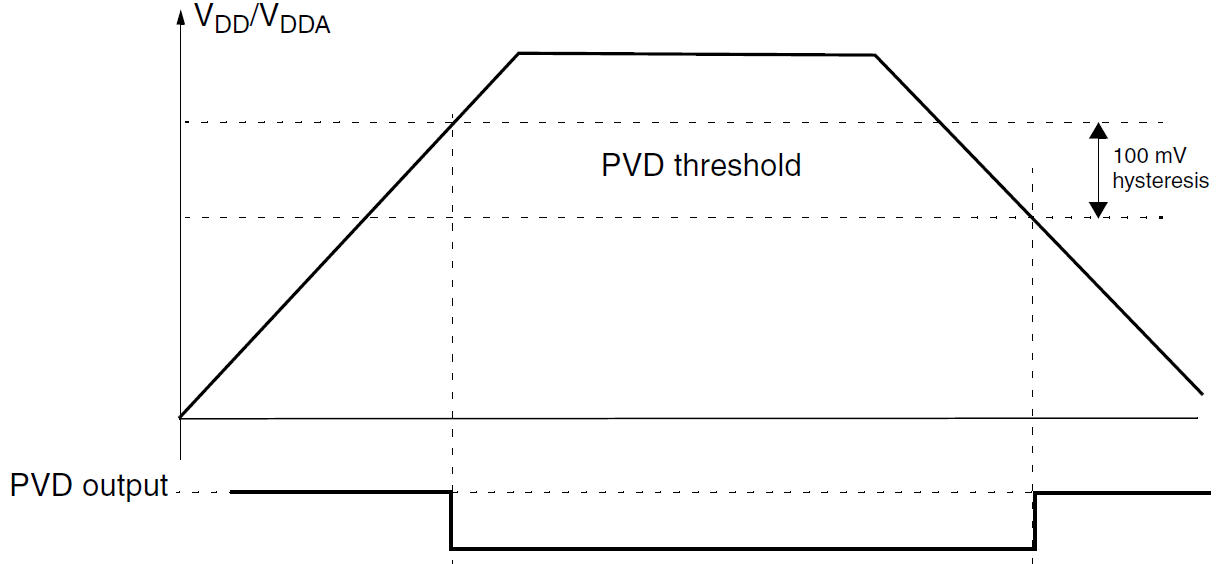 VDD/VDDA
PVD threshold
100 mV
hysteresis
PVD output